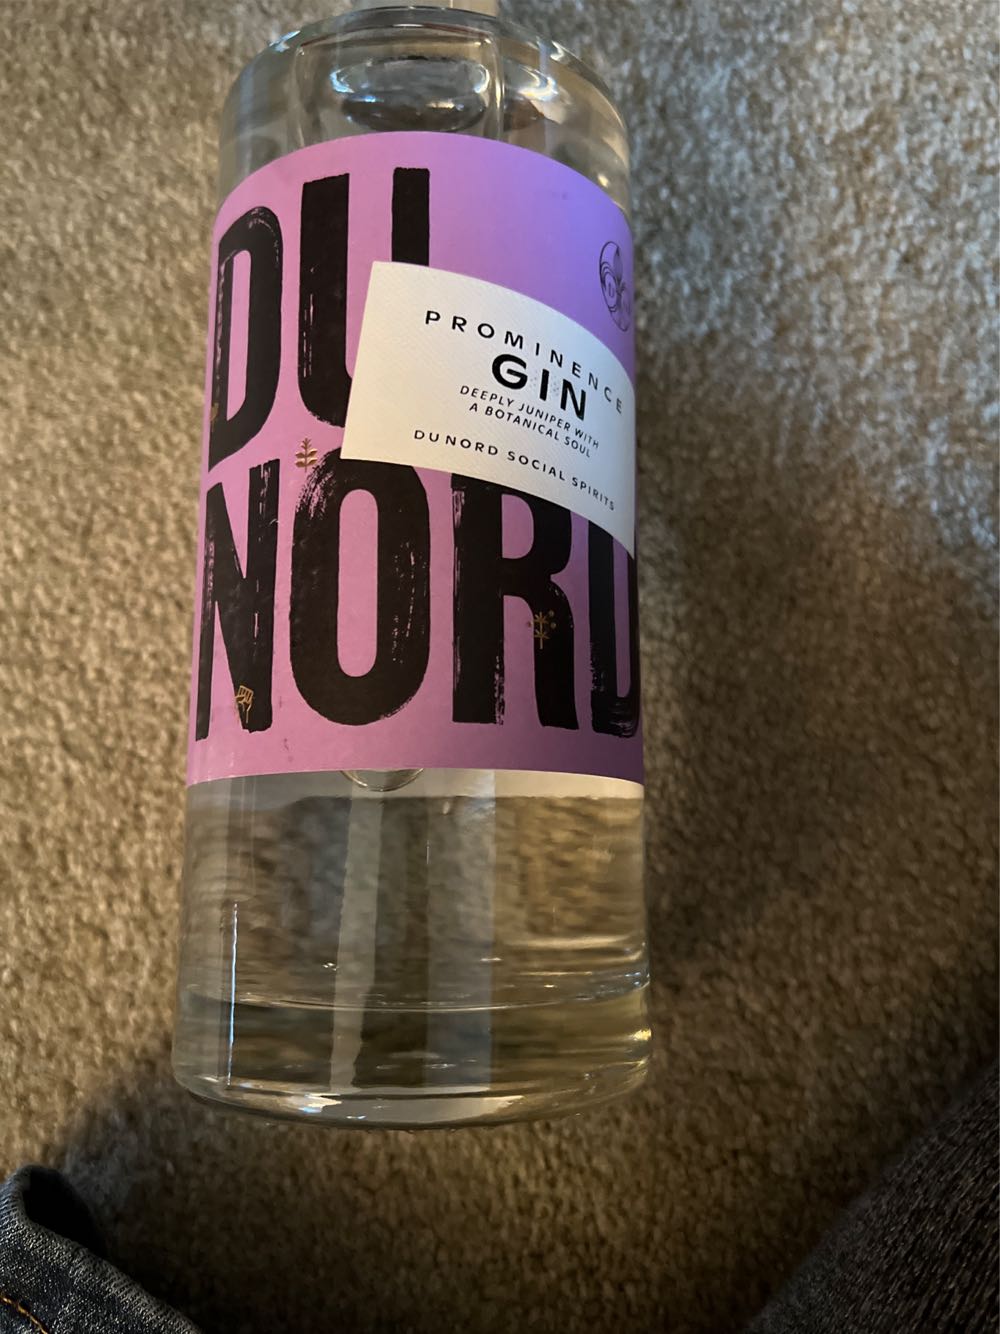 DU
NORD
PROMINENCE
GIN
DEEPLY JUNIPER WITH
A BOTANICAL SOUL
DU NORD SOCIAL SPIRITS